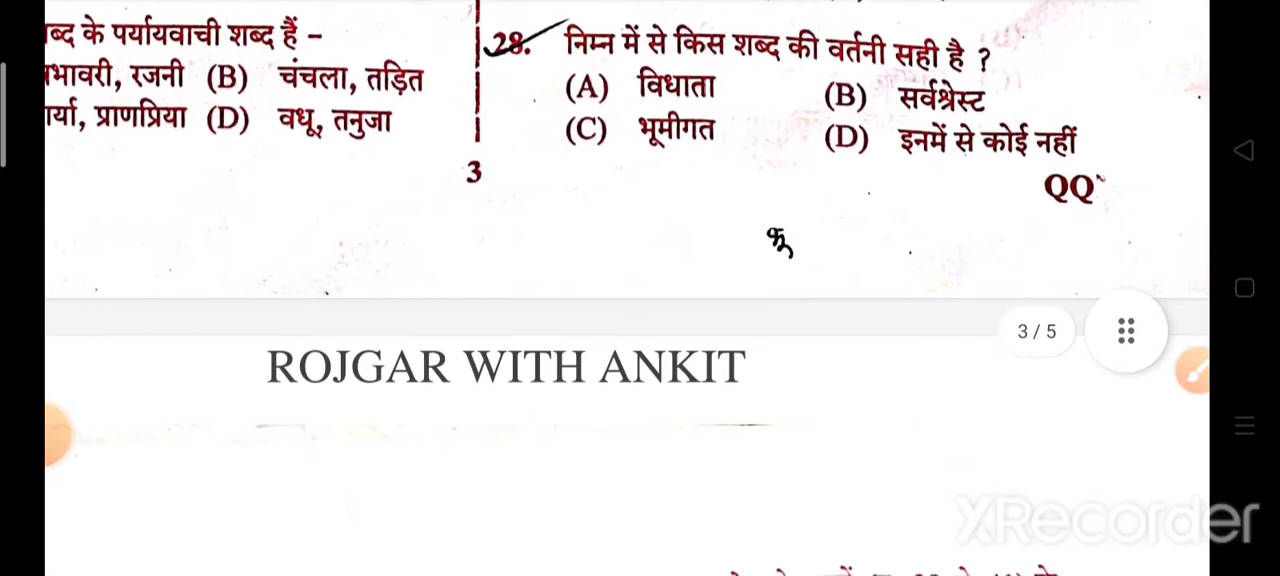 ब्द के पर्यायवाची शब्द हैं –
भावरी, रजनी (B) चंचला, तड़ित
र्या, प्राणप्रिया (D) वधू, तनुजा
3
28. निम्न में से किस शब्द की वर्तनी सही है ?
(A) विधाता (B) सर्वश्रेस्ट
(C) भूमीगत (D) इनमें से कोई नहीं
QQ
3 / 5
ROJGAR WITH ANKIT
XRecorder